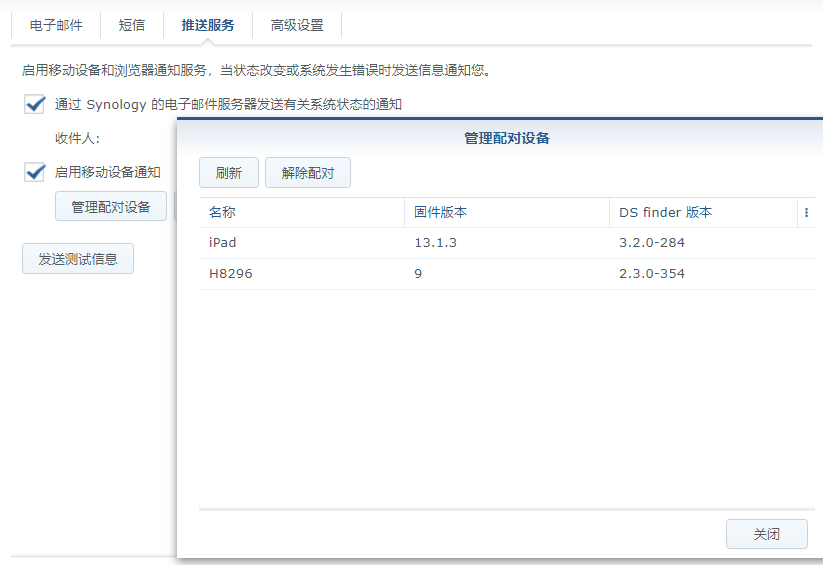 电子邮件 短信 推送服务 高级设置
启用移动设备和浏览器通知服务，当状态改变或系统发生错误时发送信息通知您。
通过 Synology 的电子邮件服务器发送有关系统状态的通知
收件人：
启用移动设备通知
管理配对设备
发送测试信息
管理配对设备
刷新 解除配对
名称 固件版本 DS finder 版本
iPad 13.1.3 3.2.0-284
H8296 9 2.3.0-354
关闭